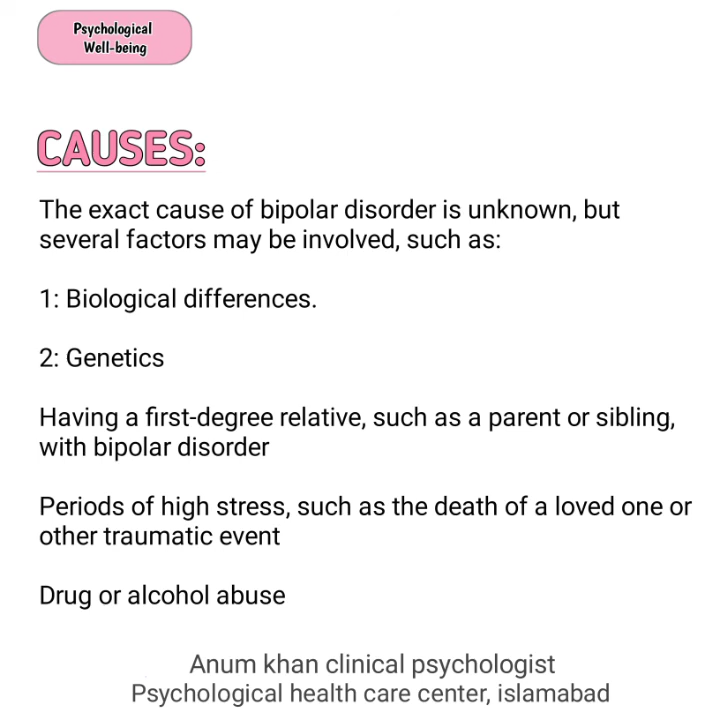 Psychological
Well-being
CAUSES:
The exact cause of bipolar disorder is unknown, but
several factors may be involved, such as:
1: Biological differences.
2: Genetics
Having a first-degree relative, such as a parent or sibling,
with bipolar disorder
Periods of high stress, such as the death of a loved one or
other traumatic event
Drug or alcohol abuse
Anum khan clinical psychologist
Psychological health care center, islamabad